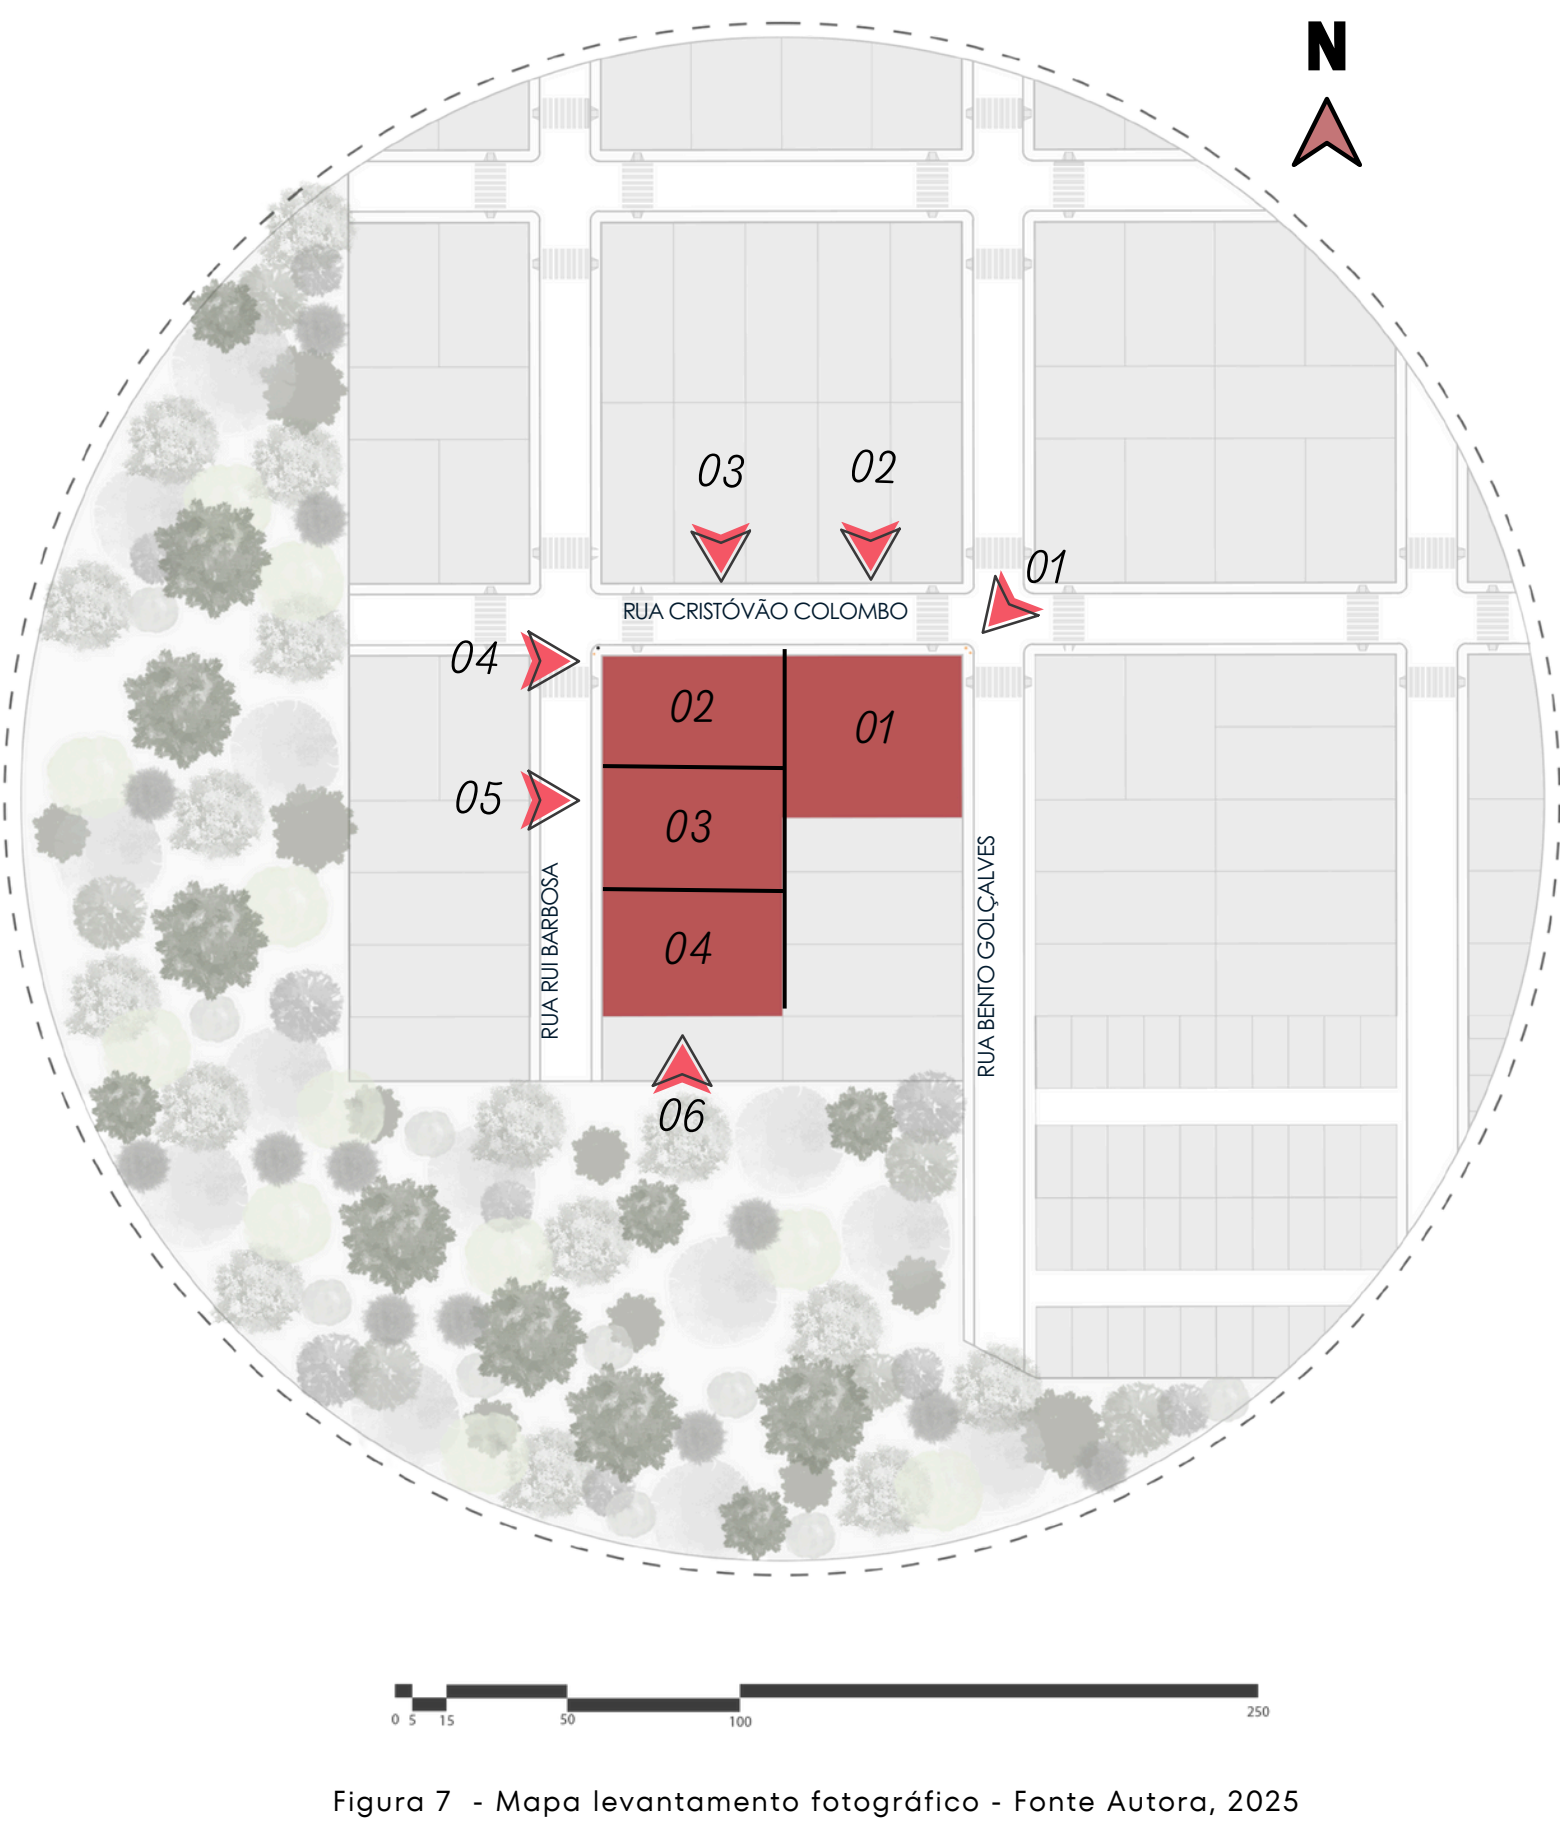 N
03
02
01
RUA CRISTÓVÃO COLOMBO
04
02
01
05
03
RUA RUI BARBOSA
RUA BENTO GOLÇALVES
04
06
0 5 15 50 100 250
Figura 7 - Mapa levantamento fotográfico - Fonte Autora, 2025